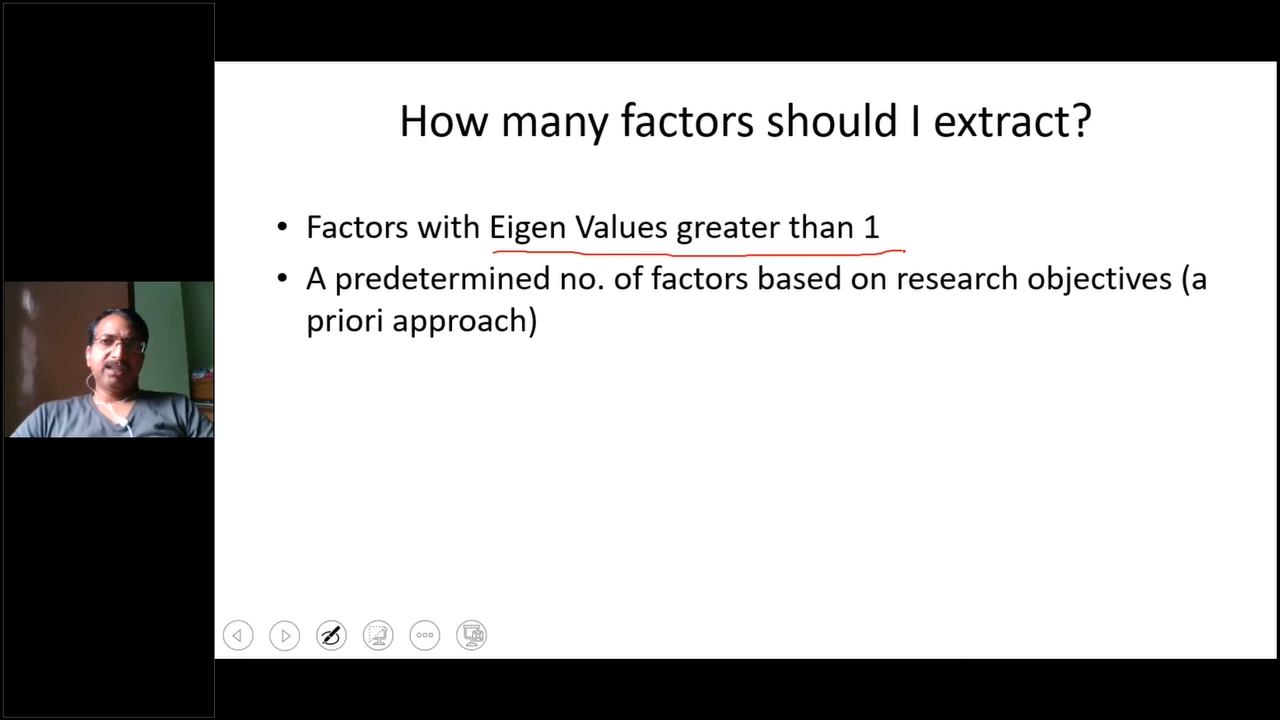 How many factors should I extract?
• Factors with Eigen Values greater than 1
• A predetermined no. of factors based on research objectives (a
priori approach)